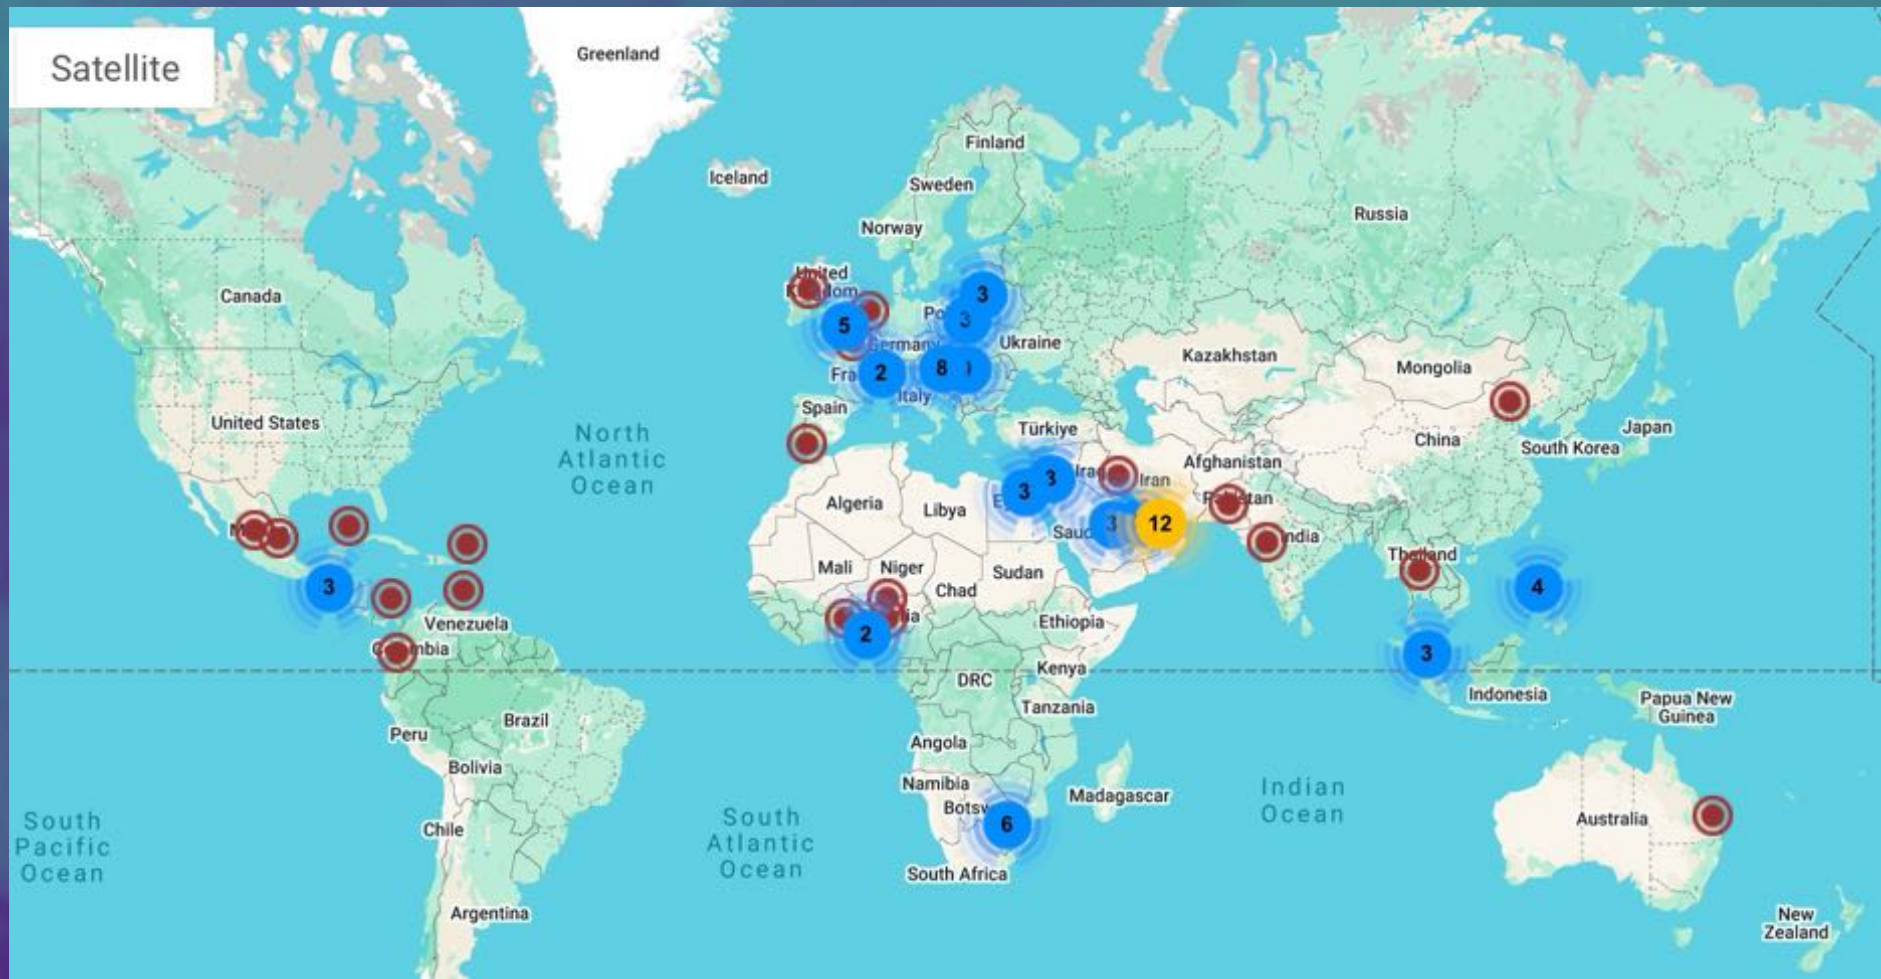 Satellite
Greenland
Iceland
Finland
Sweden
Norway
Russia
United
Canada
3
3
5
Ukraine
Kazakhstan
Mongolia
2
8
Italy
Spain
United States
North
Atlantic
Ocean
Türkiye
China
South Korea
Japan
Afghanistan
Iran
Algeria
Libya
3
3
3
12
Mali
Niger
Chad
Sudan
3
4
Venezuela
Ethiopia
2
3
Kenya
DRC
Indonesia
Papua New
Guinea
Tanzania
Brazil
Peru
Bolivia
Angola
Namibia
Madagascar
Indian
Ocean
South
Pacific
Ocean
Chile
South
Atlantic
Ocean
6
Australia
South Africa
Argentina
New
Zealand